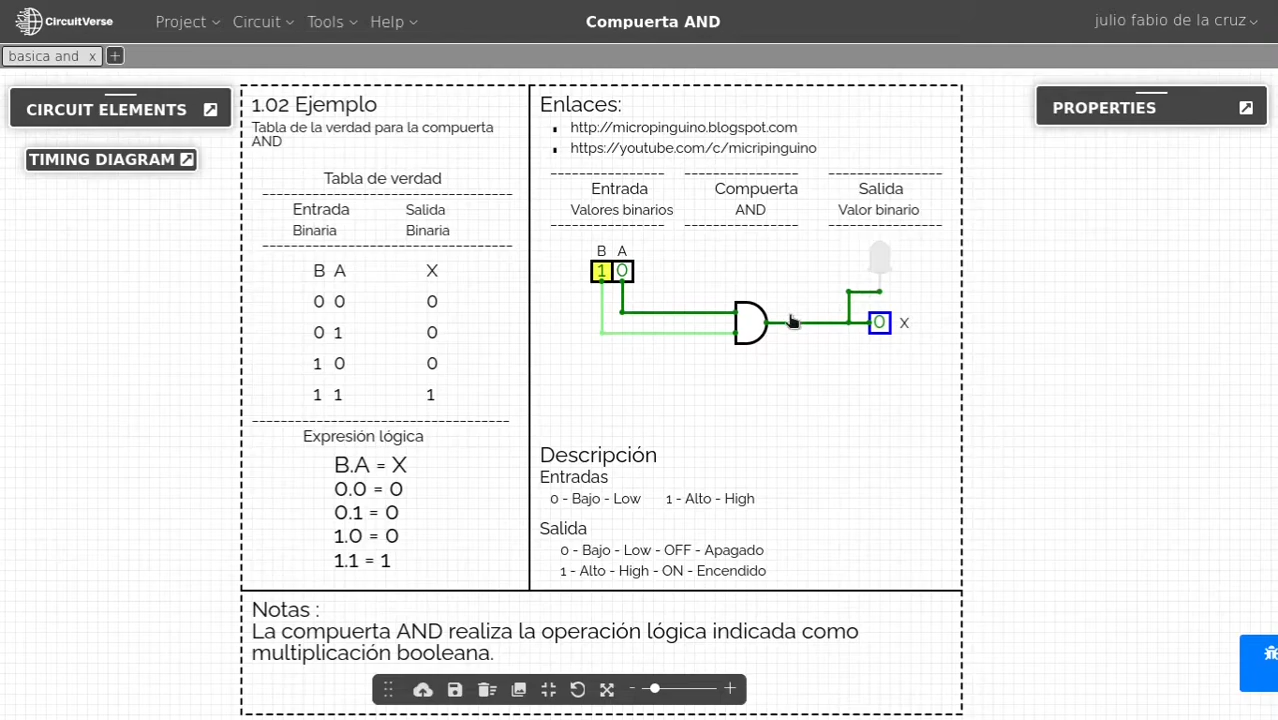 CircuitVerse
Project
Circuit
Tools
Help
Compuerta AND
julio fabio de la cruz
basica and x
+
CIRCUIT ELEMENTS
TIMING DIAGRAM
PROPERTIES
1.02 Ejemplo
Tabla de la verdad para la compuerta
AND
Tabla de verdad
Entrada Salida
Binaria Binaria
B A X
0 0 0
0 1 0
1 0 0
1 1 1
Expresión lógica
B.A = X
0.0 = 0
0.1 = 0
1.0 = 0
1.1 = 1
Enlaces:
http://micropinguino.blogspot.com
https://youtube.com/c/micripinguino
Entrada Compuerta Salida
Valores binarios AND Valor binario
B A
1 0
0 X
Descripción
Entradas
0 - Bajo - Low 1 - Alto - High
Salida
0 - Bajo - Low - OFF - Apagado
1 - Alto - High - ON - Encendido
Notas :
La compuerta AND realiza la operación lógica indicada como
multiplicación booleana.